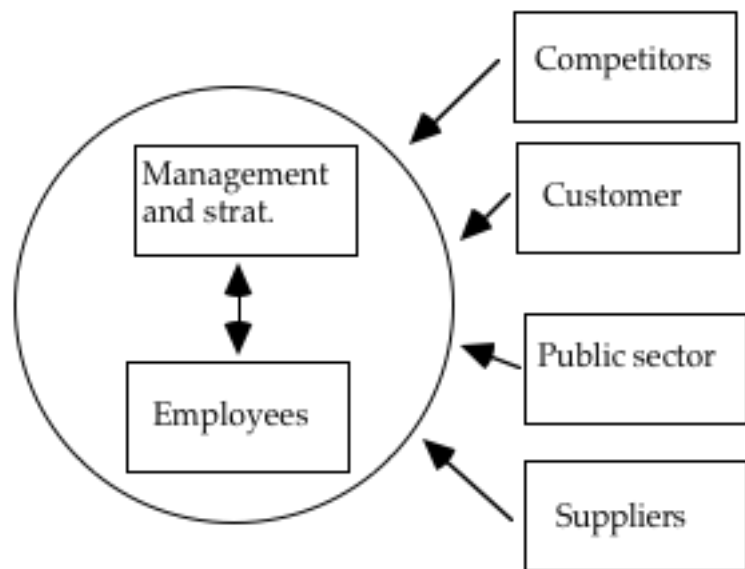 Competitors
Management
and strat.
Customer
Public sector
Employees
Suppliers